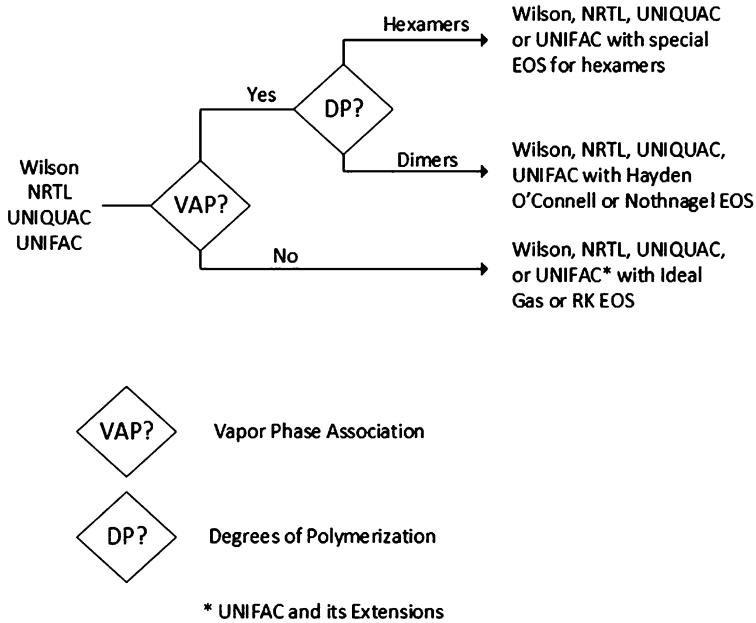 Hexamers
Wilson, NRTL, UNIQUAC
or UNIFAC with special
EOS for hexamers
Yes
DP?
Dimers
Wilson, NRTL, UNIQUAC,
UNIFAC with Hayden
O'Connell or Nothnagel EOS
Wilson
NRTL
UNIQUAC
UNIFAC
VAP?
No
Wilson, NRTL, UNIQUAC,
or UNIFAC* with Ideal
Gas or RK EOS
VAP?
Vapor Phase Association
DP?
Degrees of Polymerization
* UNIFAC and its Extensions